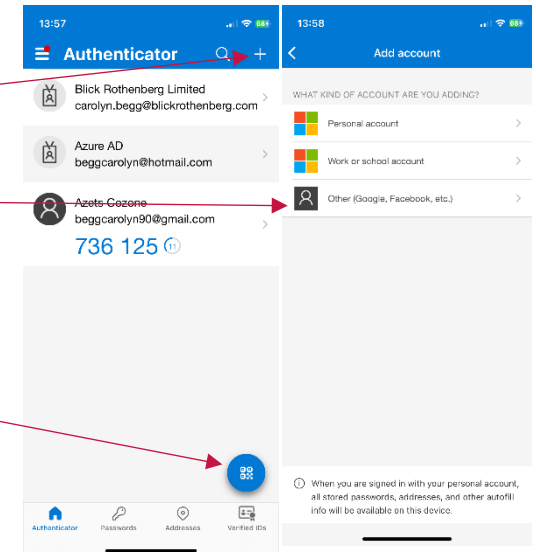 13:57
68
Authenticator
Blick Rothenberg Limited
carolyn.begg@blickrothenberg.com
Azure AD
beggcarolyn@hotmail.com
Azets Cozone
beggcarolyn90@gmail.com
736 125 11
Authenticator
Passwords
Addresses
Verified IDs
13:58
68
Add account
WHAT KIND OF ACCOUNT ARE YOU ADDING?
Personal account
Work or school account
Other (Google, Facebook, etc.)
When you are signed in with your personal account,
all stored passwords, addresses, and other autofill
info will be available on this device.